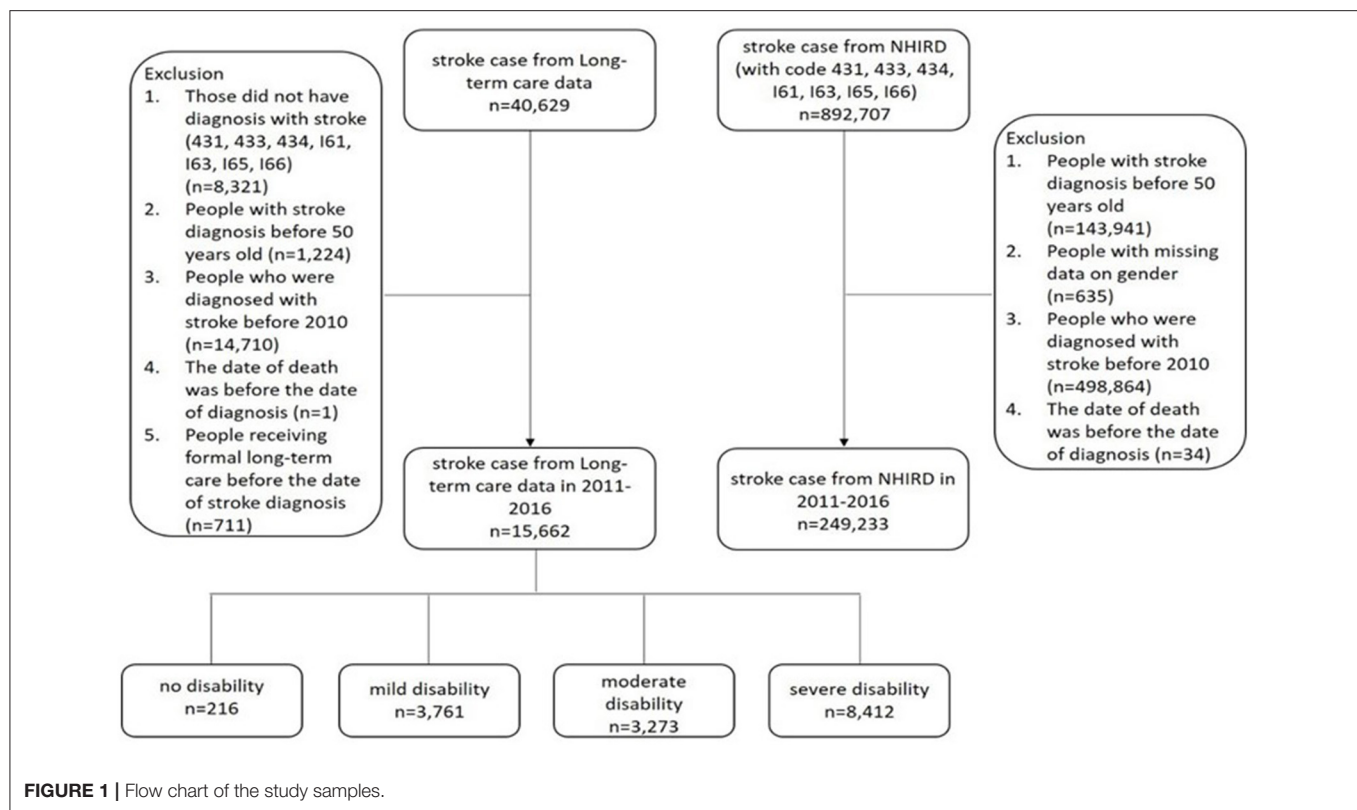 Exclusion
1. Those did not have
diagnosis with stroke
(431, 433, 434, I61,
I63, I65, I66)
(n=8,321)
2. People with stroke
diagnosis before 50
years old (n=1,224)
3. People who were
diagnosed with
stroke before 2010
(n=14,710)
4. The date of death
was before the date
of diagnosis (n=1)
5. People receiving
formal long-term
care before the date
of stroke diagnosis
(n=711)
stroke case from Long-
term care data
n=40,629
stroke case from NHIRD
(with code 431, 433, 434,
I61, I63, I65, I66)
n=892,707
Exclusion
1. People with stroke
diagnosis before 50
years old
(n=143,941)
2. People with missing
data on gender
(n=635)
3. People who were
diagnosed with
stroke before 2010
(n=498,864)
4. The date of death
was before the date
of diagnosis (n=34)
stroke case from Long-
term care data in 2011-
2016
n=15,662
stroke case from NHIRD in
2011-2016
n=249,233
no disability
n=216
mild disability
n=3,761
moderate
disability
n=3,273
severe disability
n=8,412
FIGURE 1 | Flow chart of the study samples.